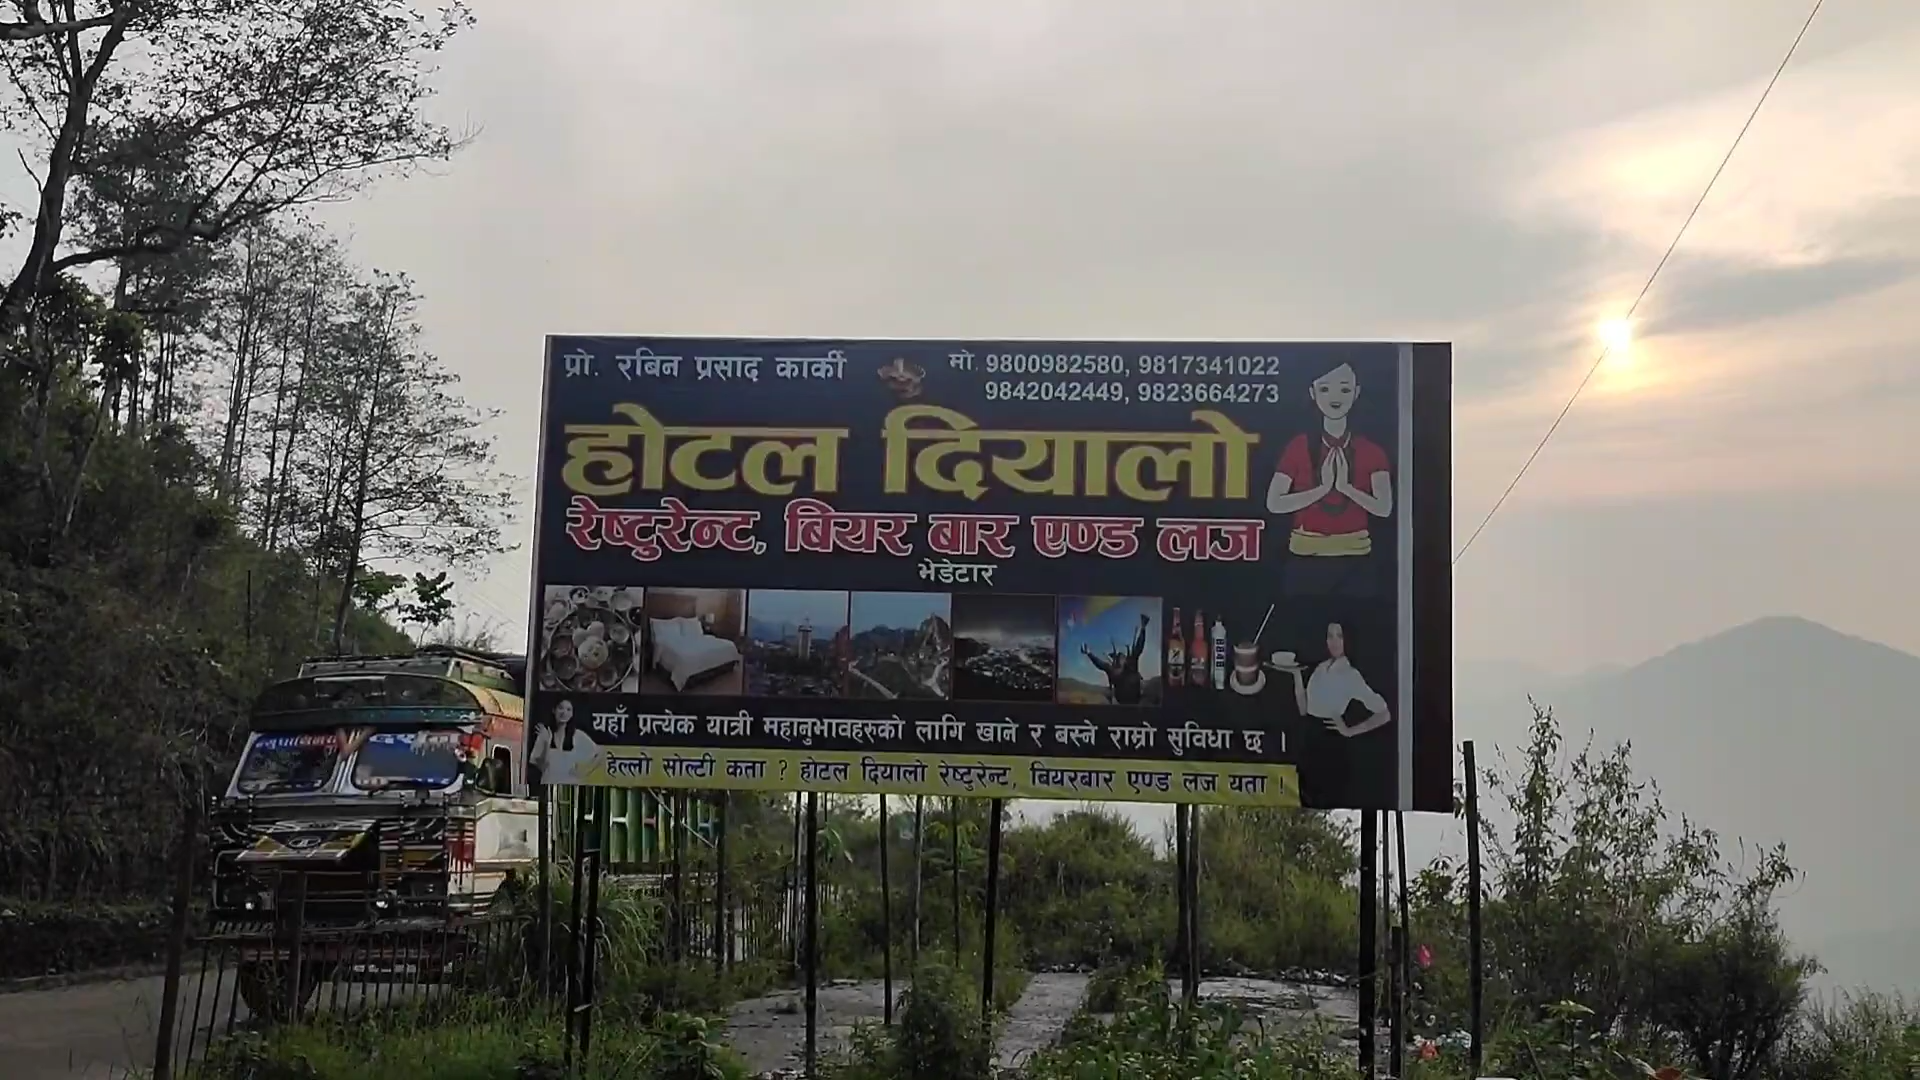 प्रो. रबिन प्रसाद कार्की
मो. 9800982580, 9817341022
9842042449, 9823664273
होटल दियालो
रेष्टुरेन्ट, बियर बार एण्ड लज
भेडेटार
यहाँ प्रत्येक यात्री महानुभावहरुको लागि खाने र बस्ने राम्रो सुविधा छ ।
हेल्लो सोल्टी कता ? होटल दियालो रेष्टुरेन्ट, बियरबार एण्ड लज यता !